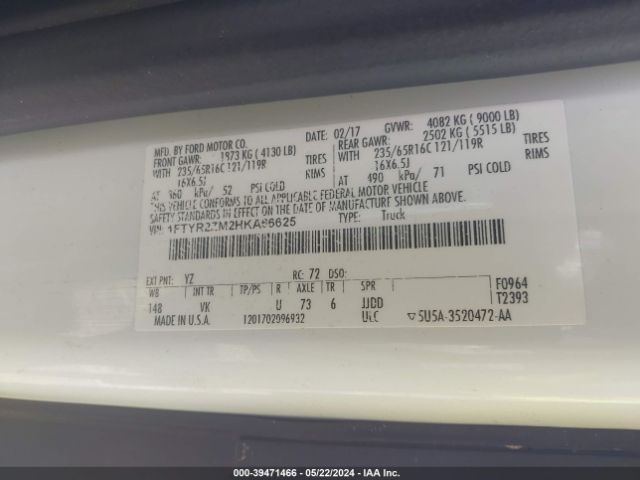 MFD. BY FORD MOTOR CO.
DATE: 02/17
GVWR: 4082 KG ( 9000 LB)
FRONT GAWR: 1873 KG ( 4130 LB)
REAR GAWR: 2502 KG ( 5515 LB)
WITH 235/65R16C 121/119R TIRES
WITH 235/65R16C 121/119R TIRES
16X6.5J RIMS
16X6.5J RIMS
AT 360 kPa/ 52 PSI COLD
AT 490 kPa/ 71 PSI COLD
THIS VEHICLE CONFORMS TO ALL APPLICABLE FEDERAL MOTOR VEHICLE
SAFETY STANDARDS IN EFFECT ON THE DATE OF MANUFACTURE SHOWN ABOVE.
VIN:
TYPE: Truck
EXT PNT: YZ RC: 72 DSO:
WB INT TR TP/PS R AXLE TR SPR
F0964
148 VK U 73 6 JJDD
T2393
MADE IN U.S.A. 1201702096932 ULC ▽5U5A-3520472-AA
000-39471466 - 05/22/2024 - IAAI.com